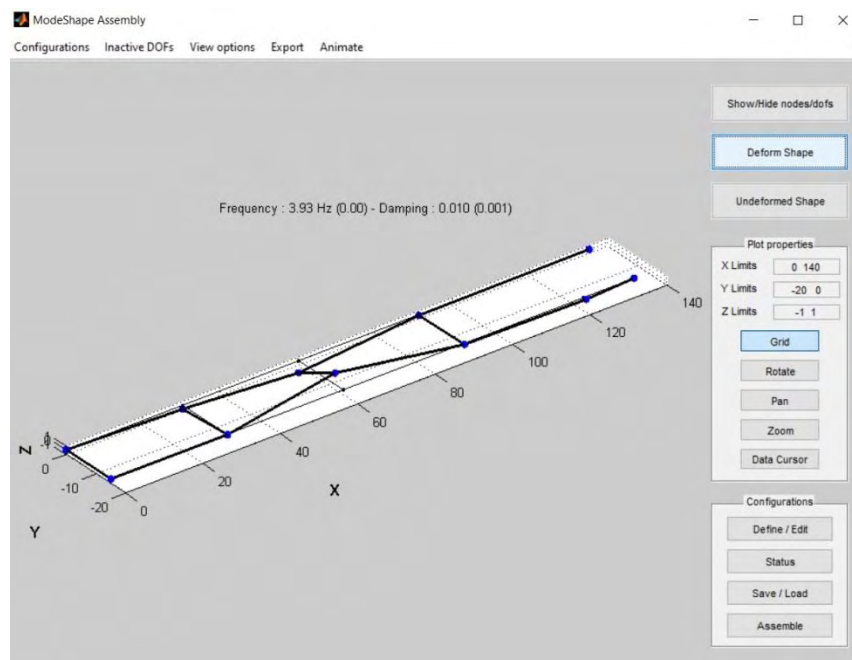 ModeShape Assembly
Configurations Inactive DOFs View options Export Animate
Show/Hide nodes/dofs
Deform Shape
Undeformed Shape
Frequency : 3.93 Hz (0.00) - Damping : 0.010 (0.001)
Plot properties
X Limits 0 140
Y Limits -20 0
Z Limits -1 1
Grid
Rotate
Pan
Zoom
Data Cursor
140
120
100
80
60
40
20
0
X
Z
0
-10
-20
Y
Configurations
Define / Edit
Status
Save / Load
Assemble